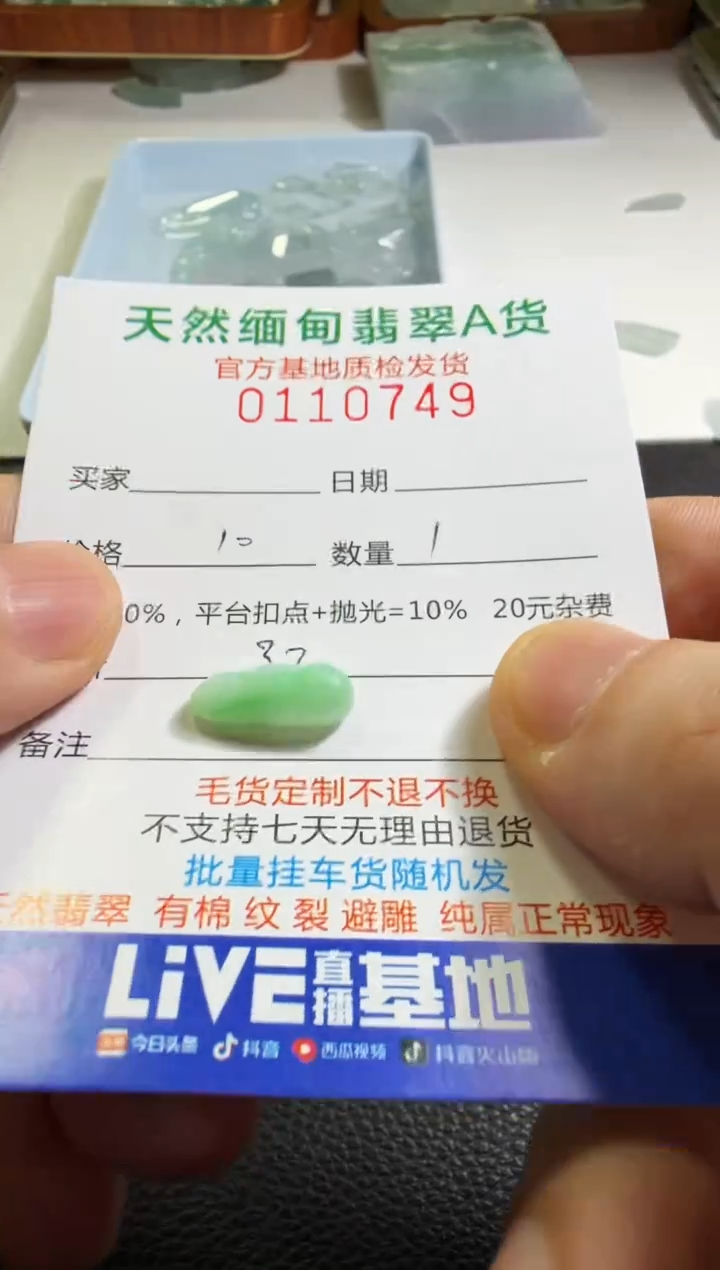 天然缅甸翡翠A货
官方基地质检发货
0110749
买家 日期
格 10 数量 1
0%，平台扣点+抛光=10% 20元杂费
备注
毛货定制不退不换
不支持七天无理由退货
批量挂车货随机发
然翡翠 有棉 纹 裂 避雕 纯属正常现象
LiVE直播基地
今日头条 抖音 西瓜视频 抖音火山版